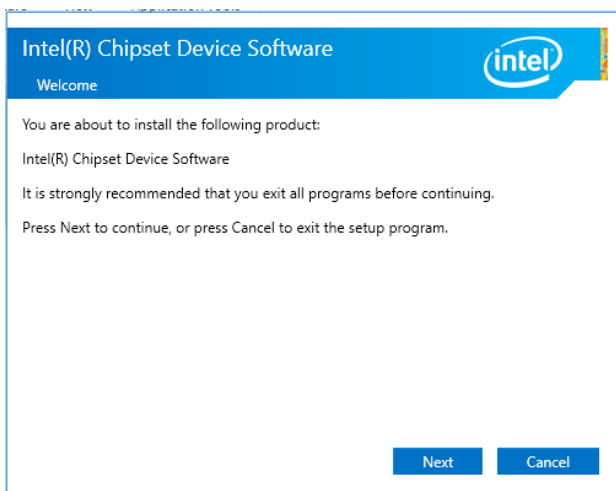 Intel(R) Chipset Device Software
intel
Welcome
You are about to install the following product:
Intel(R) Chipset Device Software
It is strongly recommended that you exit all programs before continuing.
Press Next to continue, or press Cancel to exit the setup program.
Next Cancel